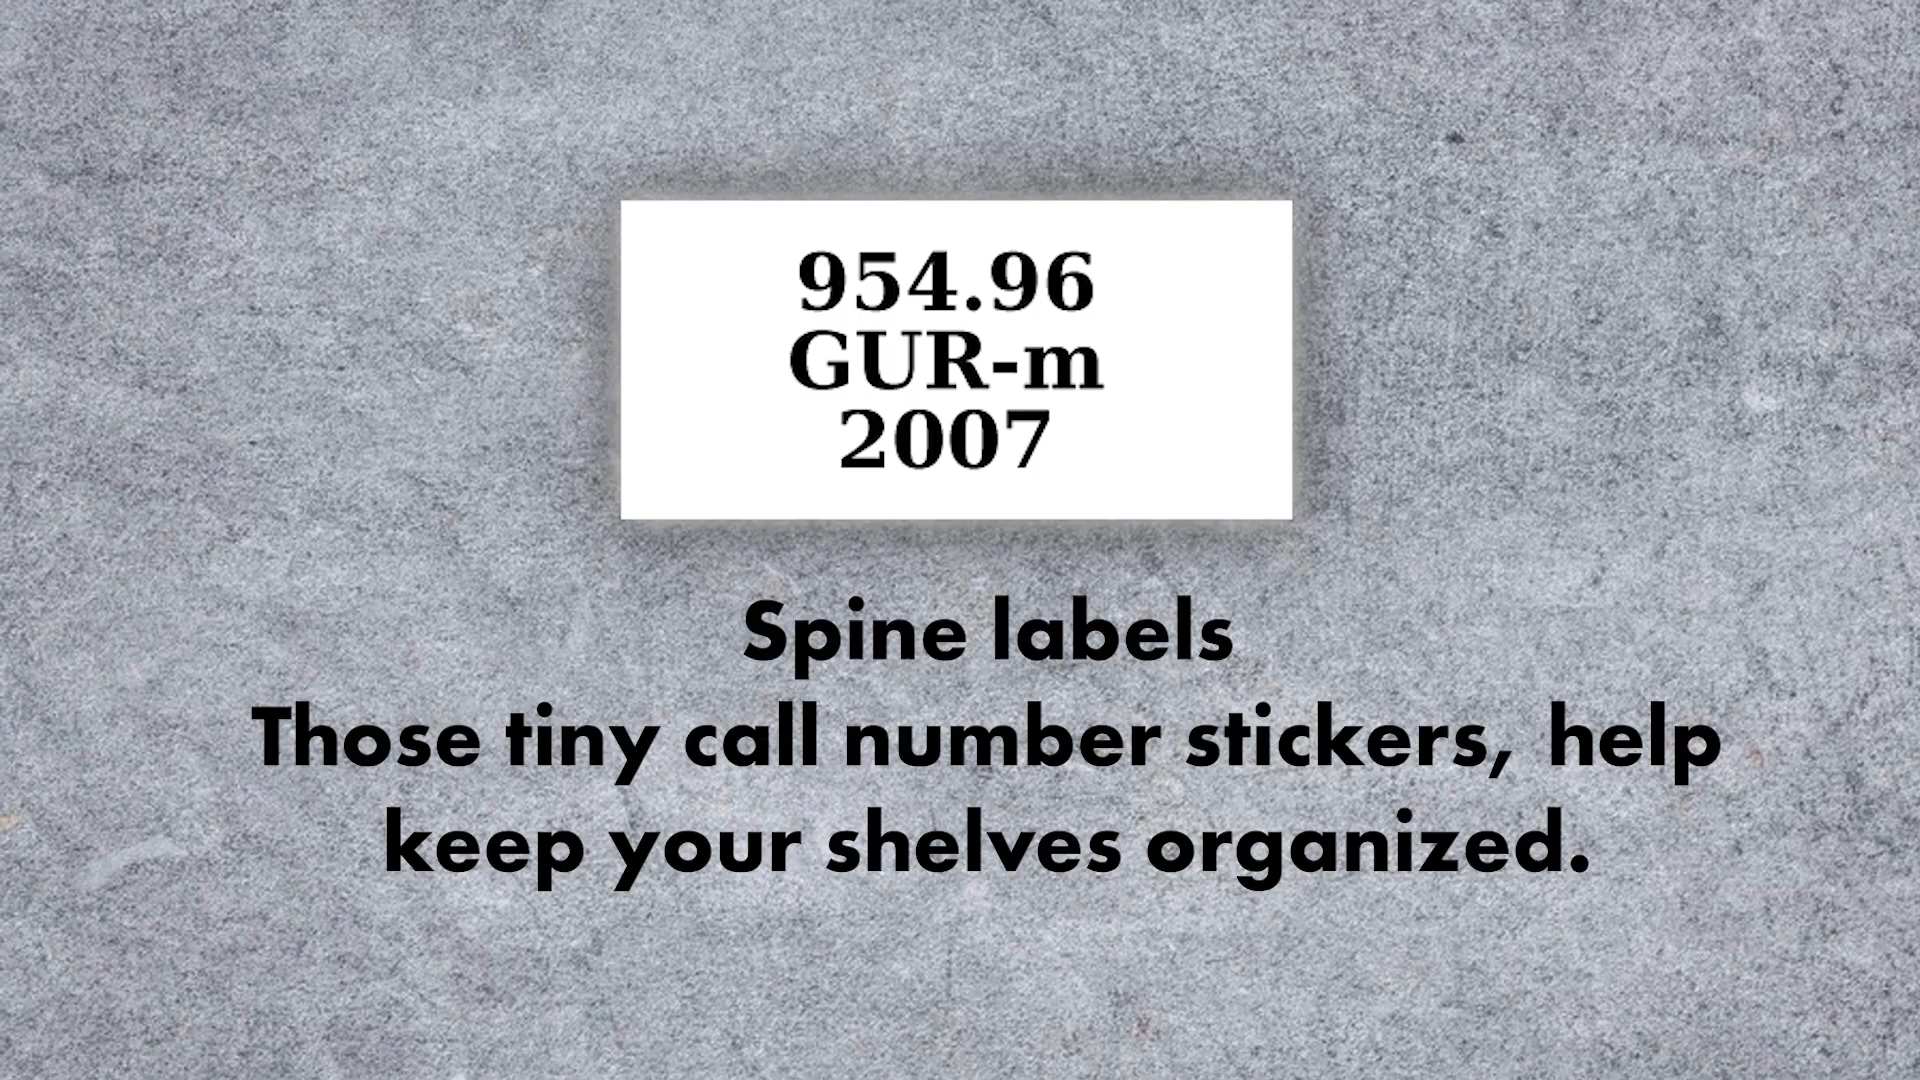 954.96
GUR-m
2007
Spine labels
Those tiny call number stickers, help
keep your shelves organized.